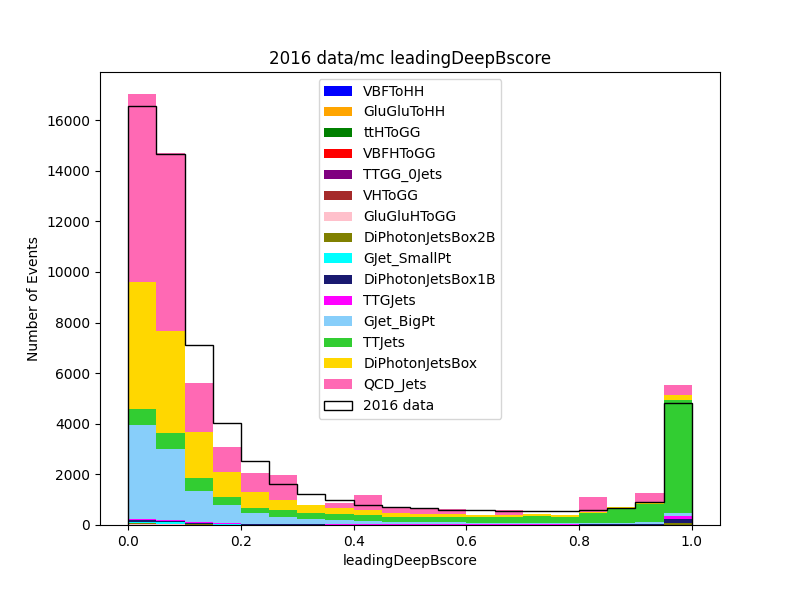 2016 data/mc leadingDeepBscore
Number of Events
16000
14000
12000
10000
8000
6000
4000
2000
0
VBFToHH
GluGluToHH
ttHToGG
VBFHToGG
TTGG_0Jets
VHToGG
GluGluHToGG
DiPhotonJetsBox2B
GJet_SmallPt
DiPhotonJetsBox1B
TTGJets
GJet_BigPt
TTJets
DiPhotonJetsBox
QCD_Jets
2016 data
0.0 0.2 0.4 0.6 0.8 1.0
leadingDeepBscore